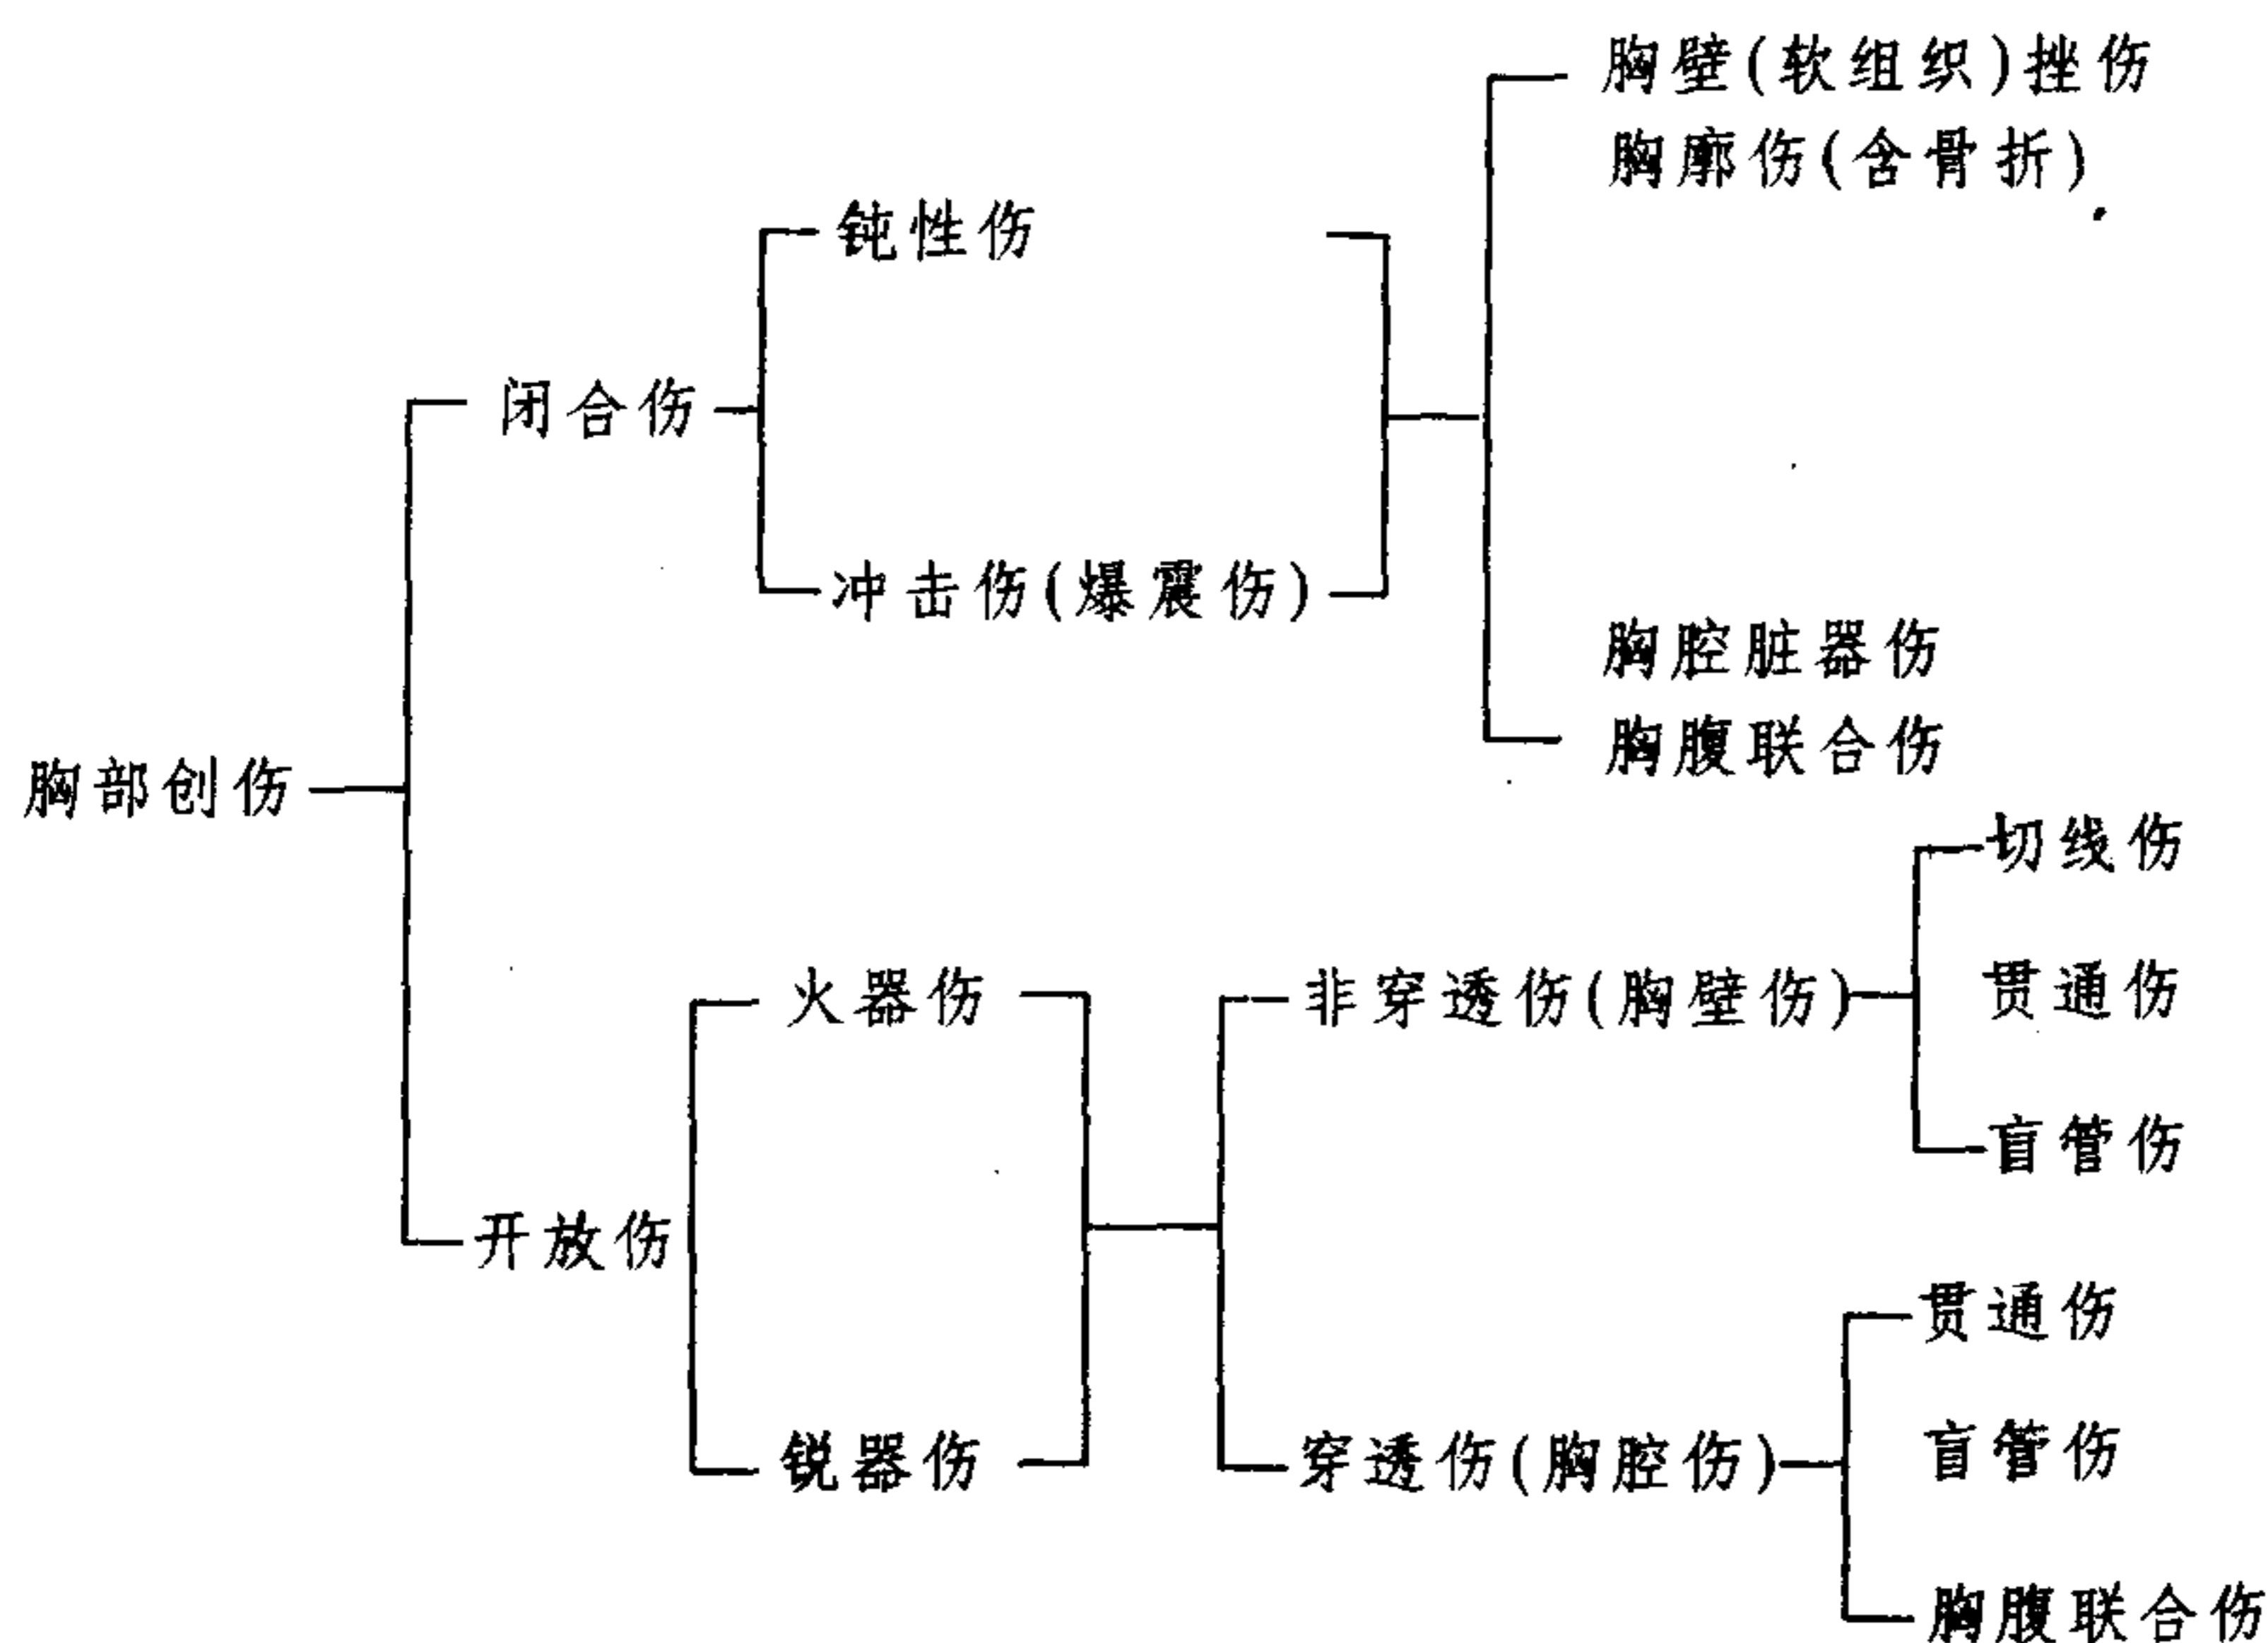 胸壁(软组织)挫伤
胸廓伤(含骨折)
钝性伤
闭合伤
冲击伤(爆震伤)
胸腔脏器伤
胸腹联合伤
胸部创伤
切线伤
火器伤
非穿透伤(胸壁伤)
贯通伤
盲管伤
开放伤
贯通伤
锐器伤
穿透伤(胸腔伤)
盲管伤
胸腹联合伤